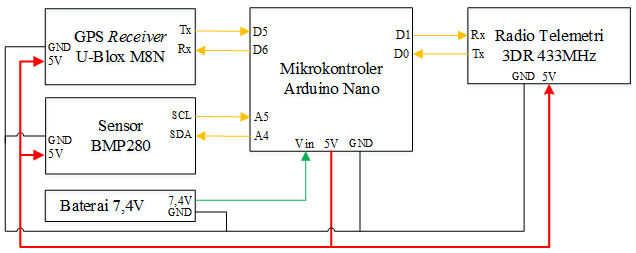 GPS Receiver
U-Blox M8N
GND
5V
Tx
Rx
D5
D6
Mikrokontroler
Arduino Nano
D1
D0
A5
A4
Vin
5V
GND
Rx
Tx
Radio Telemetri
3DR 433MHz
GND
5V
Sensor
BMP280
GND
5V
SCL
SDA
Baterai 7,4V
7,4V
GND